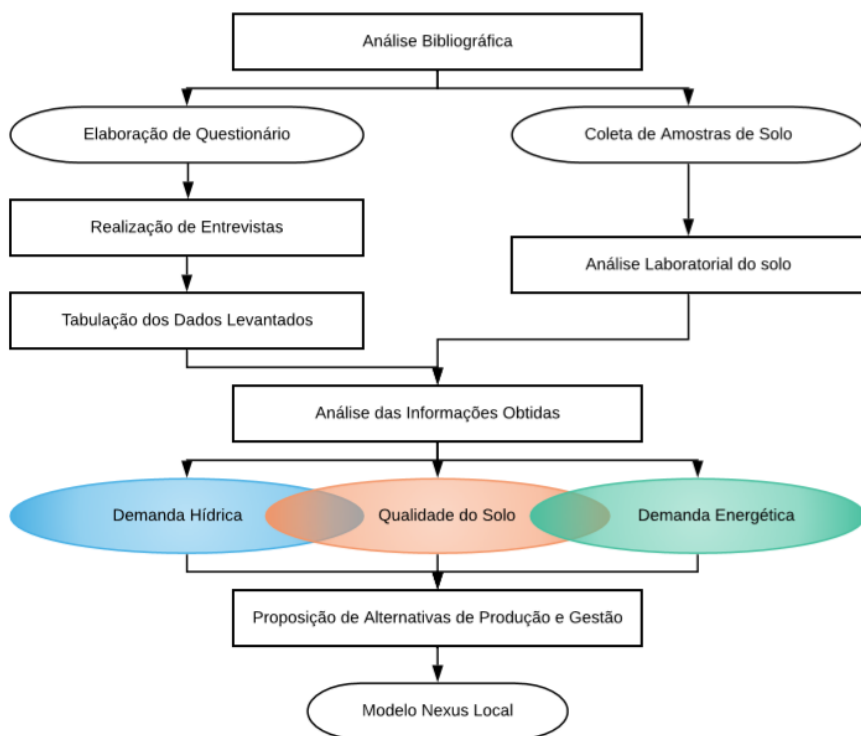 Análise Bibliográfica
Elaboração de Questionário
Coleta de Amostras de Solo
Realização de Entrevistas
Análise Laboratorial do solo
Tabulação dos Dados Levantados
Análise das Informações Obtidas
Demanda Hídrica
Qualidade do Solo
Demanda Energética
Proposição de Alternativas de Produção e Gestão
Modelo Nexus Local